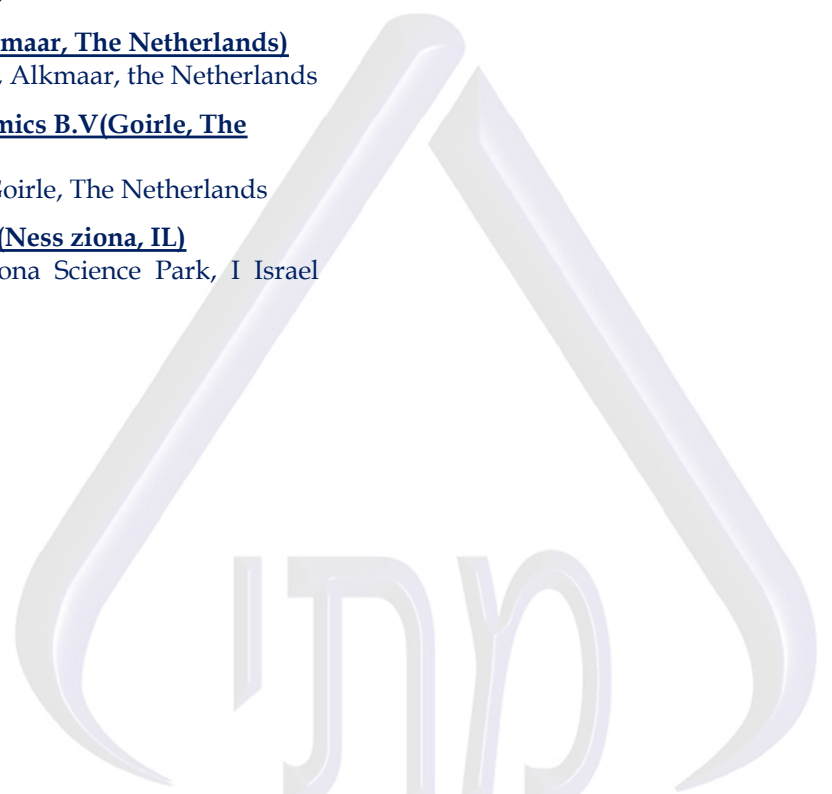 maar, The Netherlands)
, Alkmaar, the Netherlands
mics B.V(Goirle, The
Goirle, The Netherlands
(Ness ziona, IL)
ona Science Park, I Israel
מתי